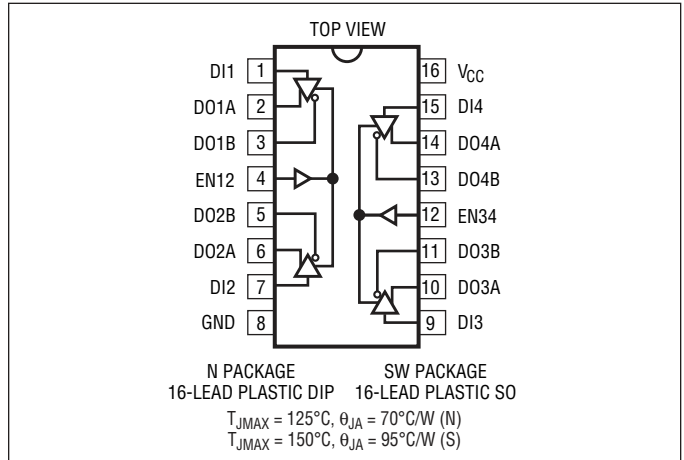 TOP VIEW
DI1 1
DO1A 2
DO1B 3
EN12 4
DO2B 5
DO2A 6
DI2 7
GND 8
16 VCC
15 DI4
14 DO4A
13 DO4B
12 EN34
11 DO3B
10 DO3A
9 DI3
N PACKAGE
16-LEAD PLASTIC DIP
SW PACKAGE
16-LEAD PLASTIC SO
TJMAX = 125°C, θJA = 70°C/W (N)
TJMAX = 150°C, θJA = 95°C/W (S)